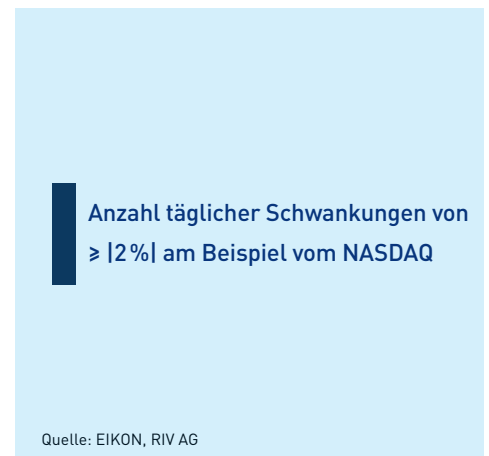 Anzahl täglicher Schwankungen von
≥ |2 %| am Beispiel vom NASDAQ
Quelle: EIKON, RIV AG